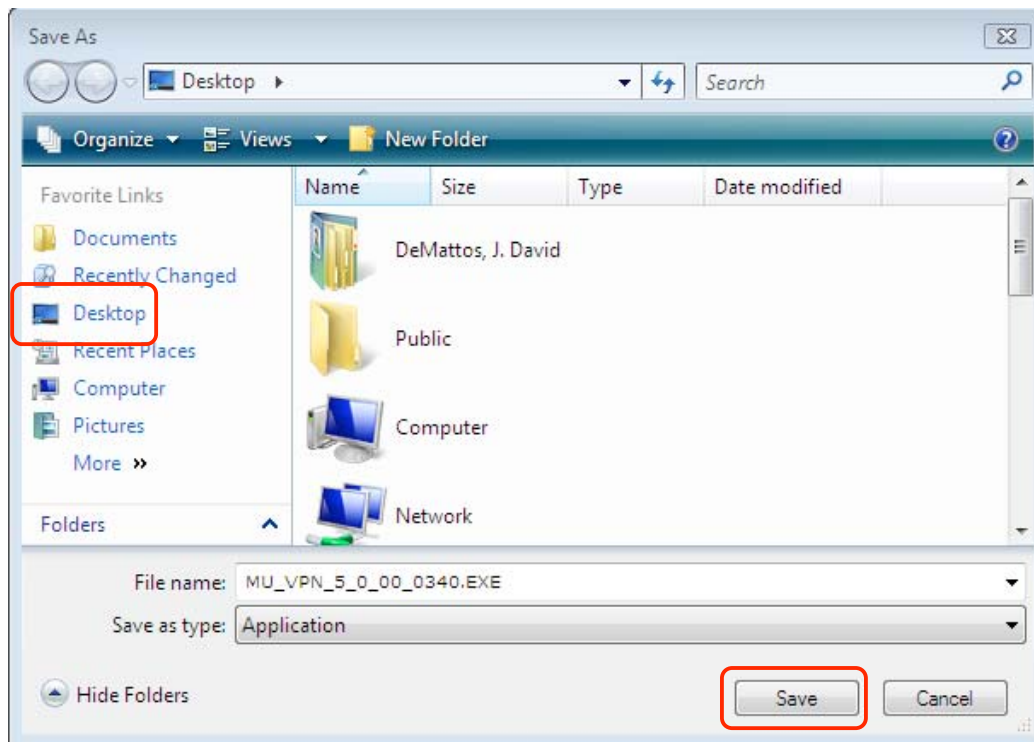 Save As
Desktop
Search
Organize Views New Folder
Favorite Links
Documents
Recently Changed
Desktop
Recent Places
Computer
Pictures
More
Folders
Name Size Type Date modified
DeMattos, J. David
Public
Computer
Network
File name: MU_VPN_5_0_00_0340.EXE
Save as type: Application
Hide Folders
Save Cancel